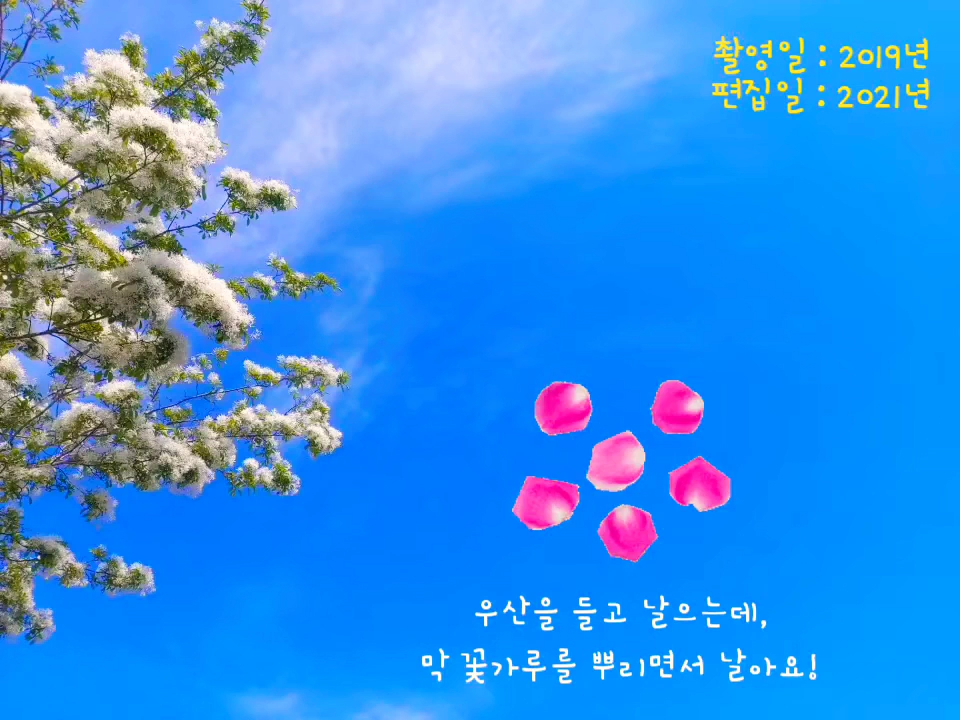 촬영일 : 2019년
편집일 : 2021년
우산을 들고 날으는데,
막 꽃가루를 뿌리면서 날아요!